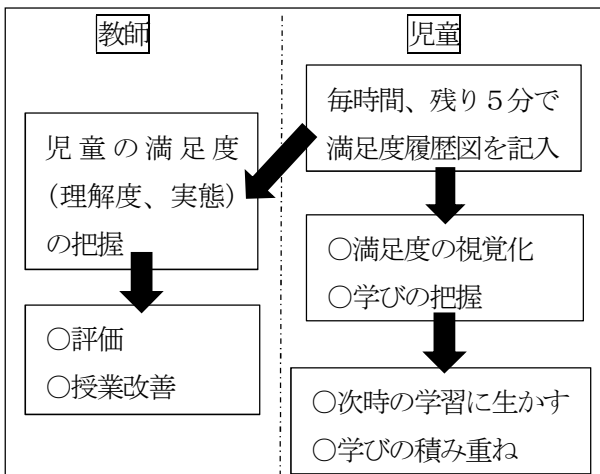 教師
児童
毎時間、残り５分で
満足度履歴図を記入
児童の満足度
（理解度、実態）
の把握
○満足度の視覚化
○学びの把握
○評価
○授業改善
○次時の学習に生かす
○学びの積み重ね